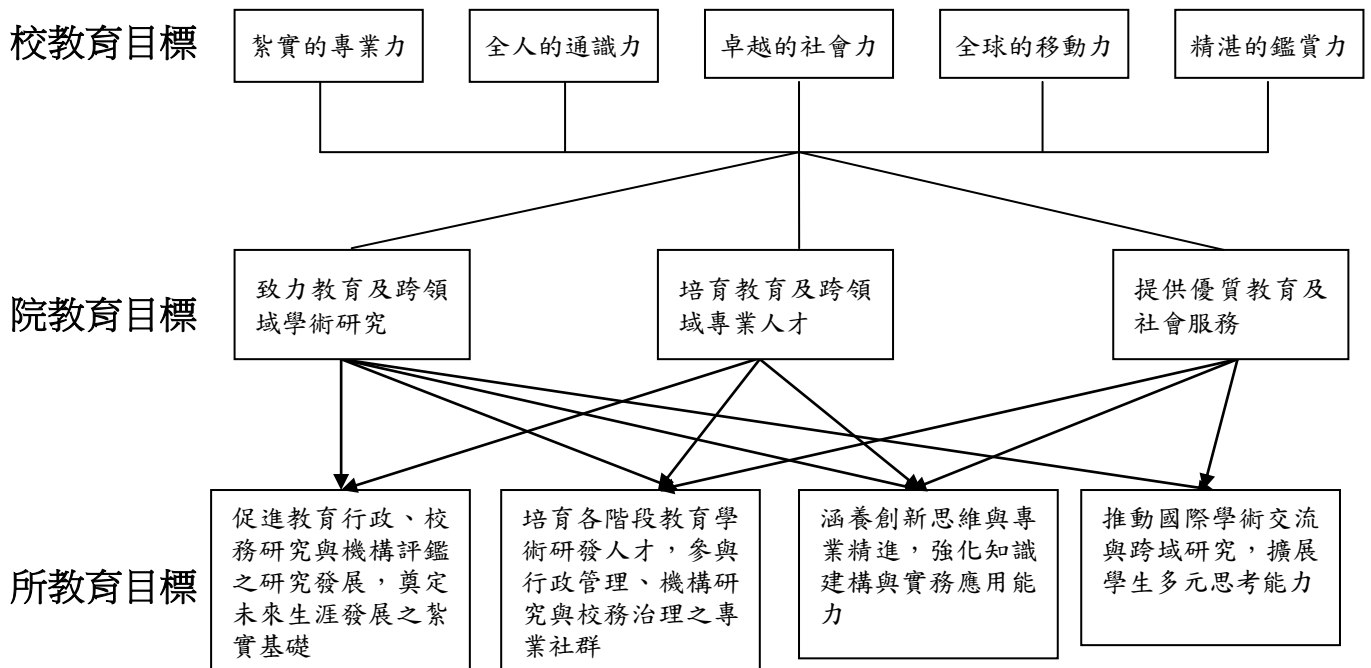 校教育目標
紮實的專業力
全人的通識力
卓越的社會力
全球的移動力
精湛的鑑賞力
院教育目標
致力教育及跨領
域學術研究
培育教育及跨領
域專業人才
提供優質教育及
社會服務
所教育目標
促進教育行政、校
務研究與機構評鑑
之研究發展，奠定
未來生涯發展之紮
實基礎
培育各階段教育學
術研發人才，參與
行政管理、機構研
究與校務治理之專
業社群
涵養創新思維與專
業精進，強化知識
建構與實務應用能
力
推動國際學術交流
與跨域研究，擴展
學生多元思考能力